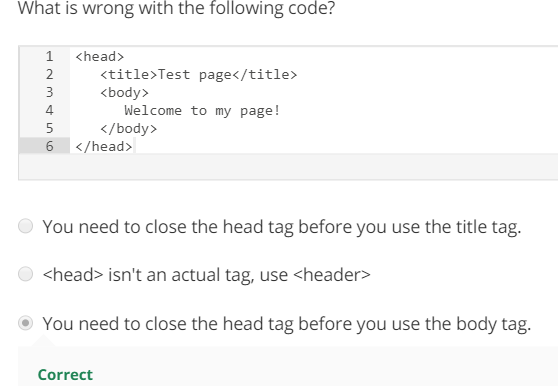 What is wrong with the following code?
1 <head>
2 <title>Test page</title>
3 <body>
4 Welcome to my page!
5 </body>
6 </head>
You need to close the head tag before you use the title tag.
<head> isn't an actual tag, use <header>
You need to close the head tag before you use the body tag.
Correct